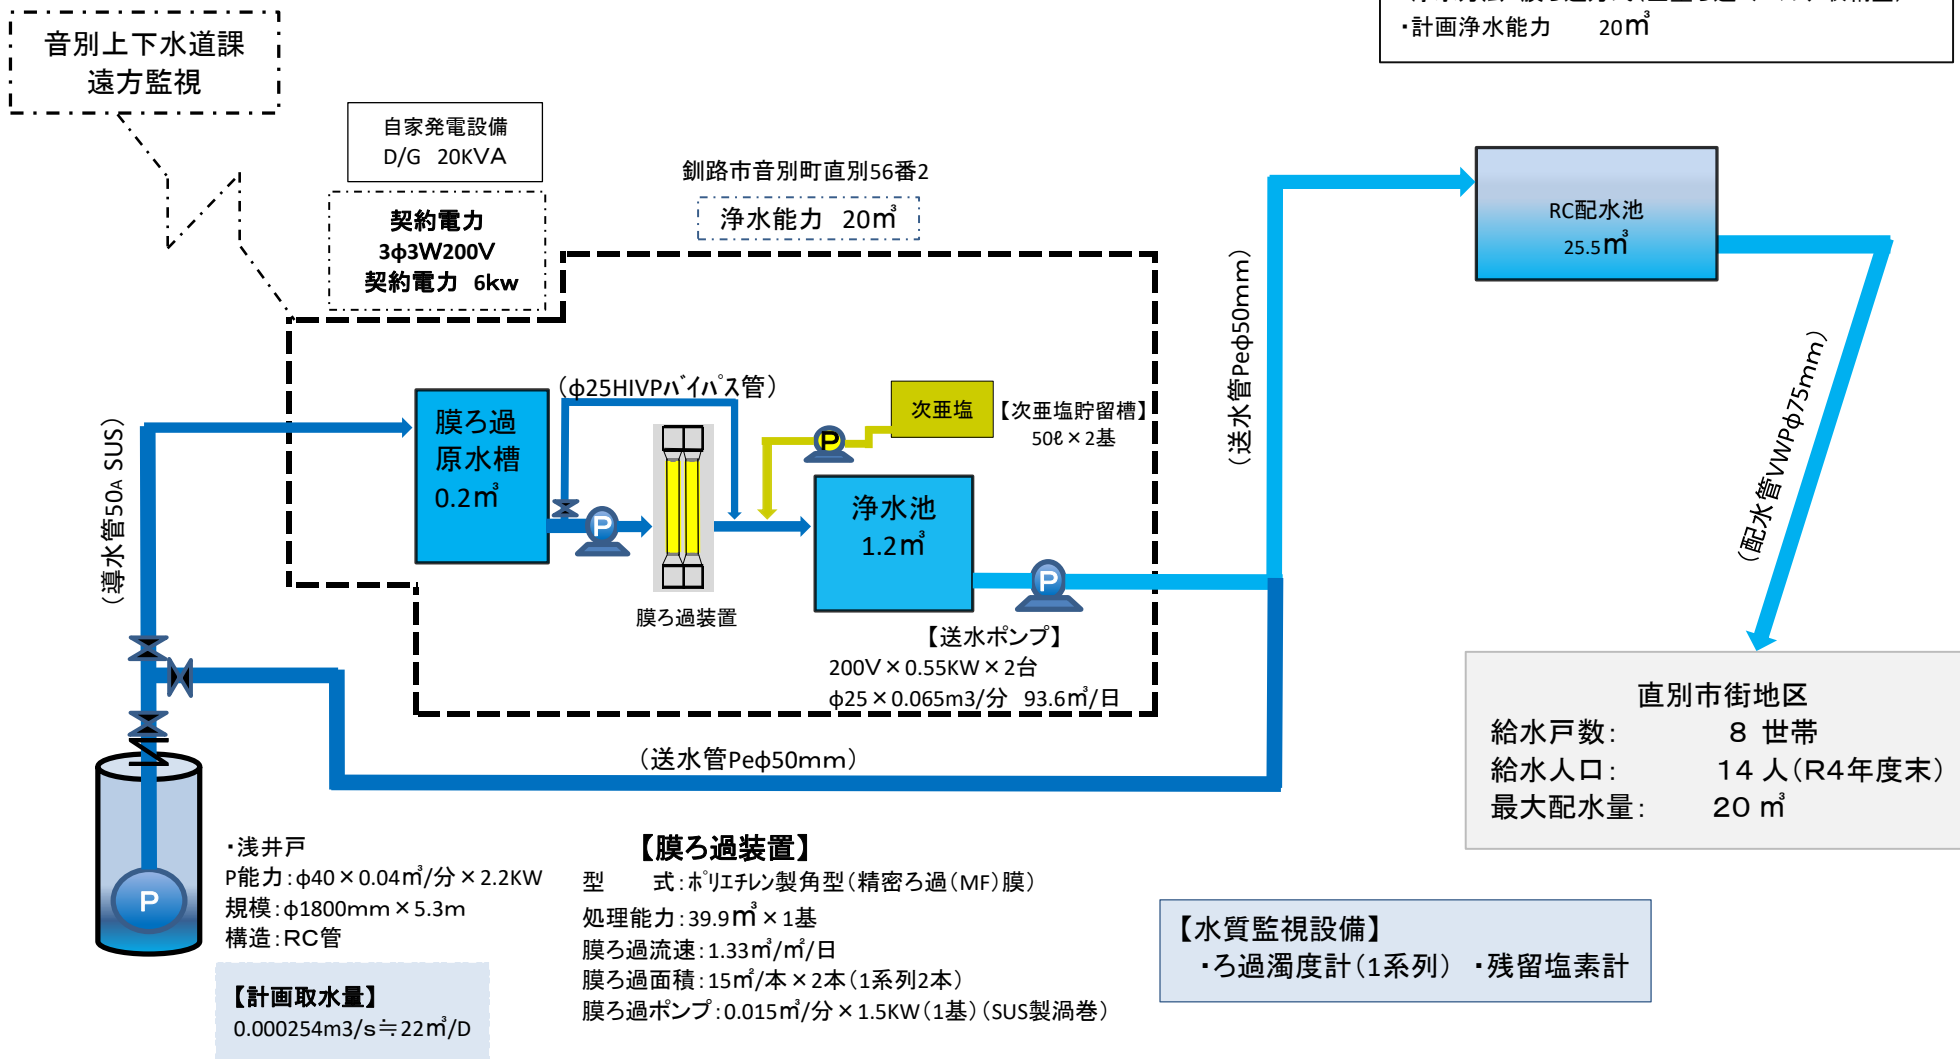 ・計画浄水能力　20㎥
音別上下水道課
遠方監視
自家発電設備
D/G 20KVA
契約電力
3φ3W200V
契約電力 6kw
釧路市音別町直別56番2
浄水能力 20㎥
RC配水池
25.5㎥
(送水管Peφ50mm)
(配水管VWPφ75mm)
(導水管50A SUS)
膜ろ過
原水槽
0.2㎥
(φ25HIVPバイパス管)
P
膜ろ過装置
次亜塩
P
【次亜塩貯留槽】
50ℓ×2基
浄水池
1.2㎥
P
【送水ポンプ】
200V×0.55KW×2台
φ25×0.065m3/分 93.6㎥/日
(送水管Peφ50mm)
直別市街地区
給水戸数: 8 世帯
給水人口: 14 人(R4年度末)
最大配水量: 20 ㎥
P
・浅井戸
P能力:φ40×0.04㎥/分×2.2KW
規模:φ1800mm×5.3m
構造:RC管
【計画取水量】
0.000254m3/s≒22㎥/D
【膜ろ過装置】
型　式:ポリエチレン製角型(精密ろ過(MF)膜)
処理能力:39.9㎥×1基
膜ろ過流速:1.33㎥/㎡/日
膜ろ過面積:15㎡/本×2本(1系列2本)
膜ろ過ポンプ:0.015㎥/分×1.5KW(1基)(SUS製渦巻)
【水質監視設備】
・ろ過濁度計(1系列) ・残留塩素計